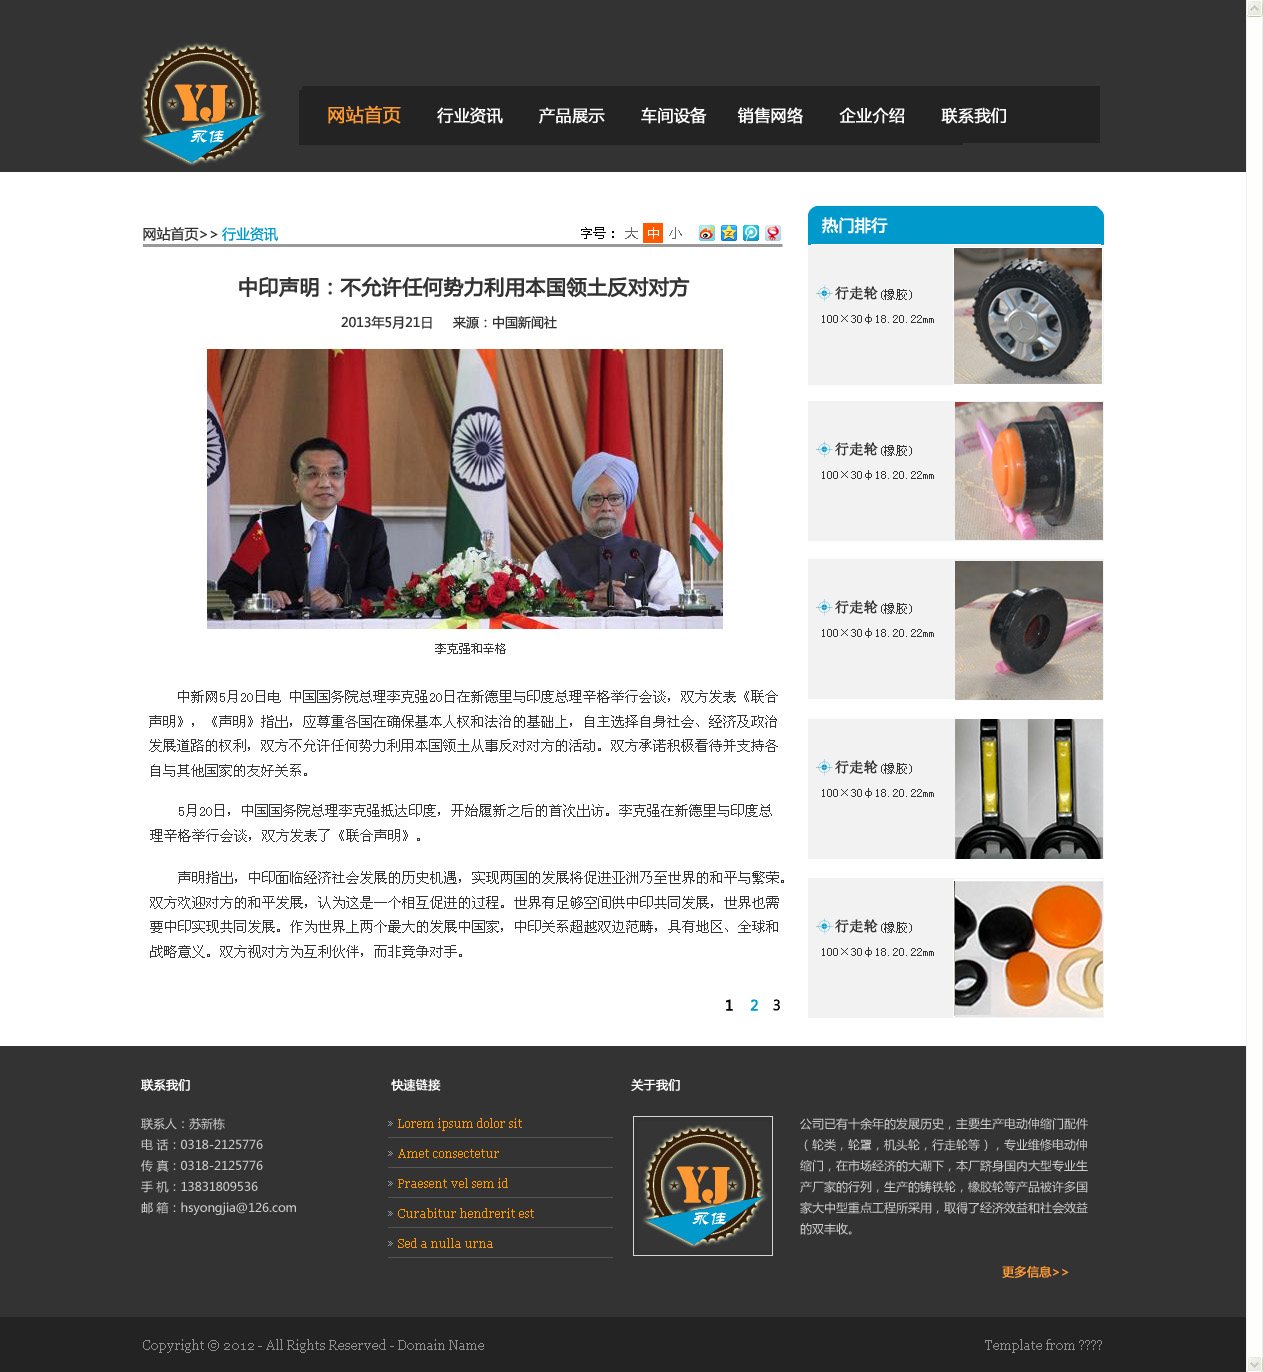 YJ
永佳
网站首页 行业资讯 产品展示 车间设备 销售网络 企业介绍 联系我们
网站首页>> 行业资讯
字号： 大 中 小
中印声明：不允许任何势力利用本国领土反对对方
2013年5月21日 来源：中国新闻社
李克强和辛格
中新网5月20日电 中国国务院总理李克强20日在新德里与印度总理辛格举行会谈，双方发表《联合
声明》，《声明》指出，应尊重各国在确保基本人权和法治的基础上，自主选择自身社会、经济及政治
发展道路的权利，双方不允许任何势力利用本国领土从事反对对方的活动。双方承诺积极看待并支持各
自与其他国家的友好关系。
5月20日，中国国务院总理李克强抵达印度，开始履新之后的首次出访。李克强在新德里与印度总
理辛格举行会谈，双方发表了《联合声明》。
声明指出，中印面临经济社会发展的历史机遇，实现两国的发展将促进亚洲乃至世界的和平与繁荣。
双方欢迎对方的和平发展，认为这是一个相互促进的过程。世界有足够空间供中印共同发展，世界也需
要中印实现共同发展。作为世界上两个最大的发展中国家，中印关系超越双边范畴，具有地区、全球和
战略意义。双方视对方为互利伙伴，而非竞争对手。
1 2 3
热门排行
行走轮 (橡胶)
100×30φ18.20.22mm
行走轮 (橡胶)
100×30φ18.20.22mm
行走轮 (橡胶)
100×30φ18.20.22mm
行走轮 (橡胶)
100×30φ18.20.22mm
行走轮 (橡胶)
100×30φ18.20.22mm
联系我们
联系人：苏新栋
电 话：0318-2125776
传 真：0318-2125776
手 机：13831809536
邮 箱：hsyongjia@126.com
快速链接
» Lorem ipsum dolor sit
» Amet consectetur
» Praesent vel sem id
» Curabitur hendrerit est
» Sed a nulla urna
关于我们
YJ
永佳
公司已有十余年的发展历史，主要生产电动伸缩门配件
（轮类，轮罩，机头轮，行走轮等），专业维修电动伸
缩门，在市场经济的大潮下，本厂跻身国内大型专业生
产厂家的行列，生产的铸铁轮，橡胶轮等产品被许多国
家大中型重点工程所采用，取得了经济效益和社会效益
的双丰收。
更多信息>>
Copyright © 2012 - All Rights Reserved - Domain Name
Template from ????